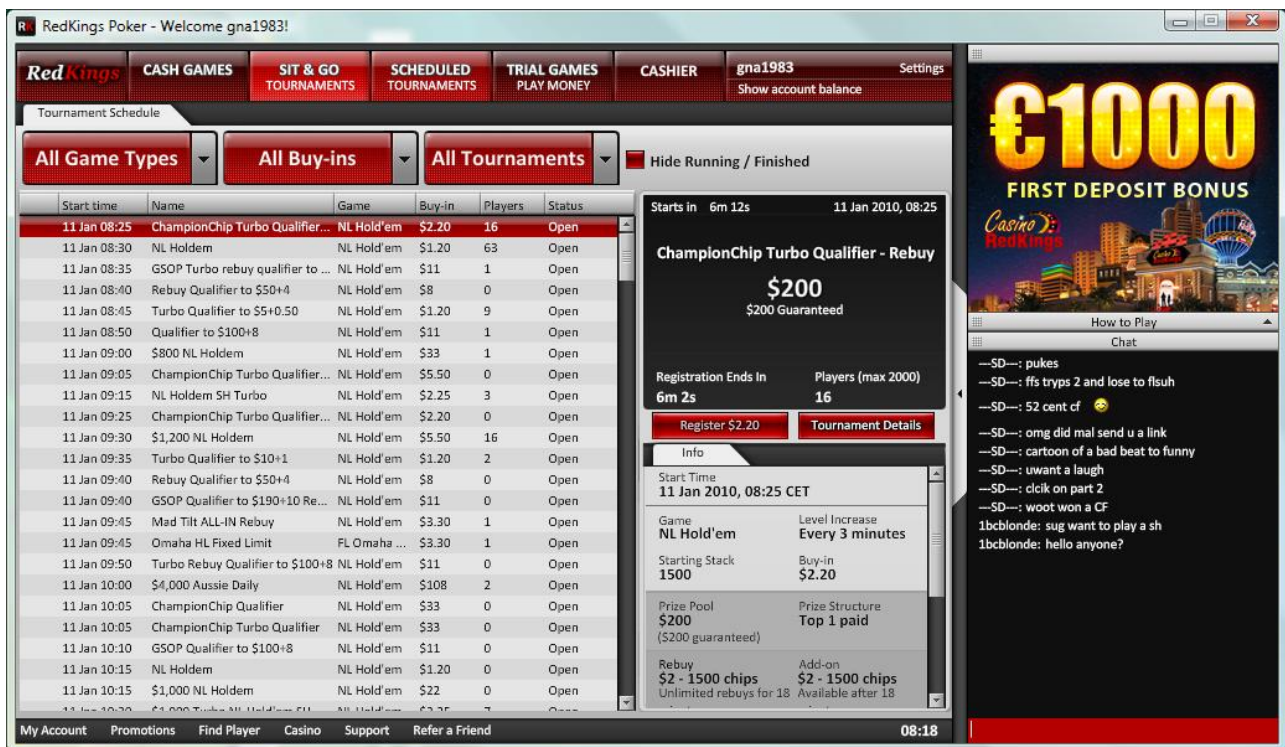 RK RedKings Poker - Welcome gna1983!
RedKings
CASH GAMES
SIT & GO
TOURNAMENTS
SCHEDULED
TOURNAMENTS
TRIAL GAMES
PLAY MONEY
CASHIER
gna1983 Settings
Show account balance
Tournament Schedule
All Game Types
All Buy-ins
All Tournaments
Hide Running / Finished
Start time Name Game Buy-in Players Status
11 Jan 08:25 ChampionChip Turbo Qualifier... NL Hold'em $2.20 16 Open
11 Jan 08:30 NL Holdem NL Hold'em $1.20 63 Open
11 Jan 08:35 GSOP Turbo rebuy qualifier to ... NL Hold'em $11 1 Open
11 Jan 08:40 Rebuy Qualifier to $50+4 NL Hold'em $8 0 Open
11 Jan 08:45 Turbo Qualifier to $5+0.50 NL Hold'em $1.20 9 Open
11 Jan 08:50 Qualifier to $100+8 NL Hold'em $11 1 Open
11 Jan 09:00 $800 NL Holdem NL Hold'em $33 1 Open
11 Jan 09:05 ChampionChip Turbo Qualifier... NL Hold'em $5.50 0 Open
11 Jan 09:15 NL Holdem SH Turbo NL Hold'em $2.25 3 Open
11 Jan 09:25 ChampionChip Turbo Qualifier... NL Hold'em $2.20 0 Open
11 Jan 09:30 $1,200 NL Holdem NL Hold'em $5.50 16 Open
11 Jan 09:35 Turbo Qualifier to $10+1 NL Hold'em $1.20 2 Open
11 Jan 09:40 Rebuy Qualifier to $50+4 NL Hold'em $8 0 Open
11 Jan 09:40 GSOP Qualifier to $190+10 Re... NL Hold'em $11 0 Open
11 Jan 09:45 Mad Tilt ALL-IN Rebuy NL Hold'em $3.30 1 Open
11 Jan 09:45 Omaha HL Fixed Limit FL Omaha ... $3.30 1 Open
11 Jan 09:50 Turbo Rebuy Qualifier to $100+8 NL Hold'em $11 0 Open
11 Jan 10:00 $4,000 Aussie Daily NL Hold'em $108 2 Open
11 Jan 10:05 ChampionChip Qualifier NL Hold'em $33 0 Open
11 Jan 10:05 ChampionChip Turbo Qualifier NL Hold'em $33 0 Open
11 Jan 10:10 GSOP Qualifier to $100+8 NL Hold'em $11 0 Open
11 Jan 10:15 NL Holdem NL Hold'em $1.20 0 Open
11 Jan 10:15 $1,000 NL Holdem NL Hold'em $22 0 Open
Starts in 6m 12s 11 Jan 2010, 08:25
ChampionChip Turbo Qualifier - Rebuy
$200
$200 Guaranteed
Registration Ends In Players (max 2000)
6m 2s 16
Register $2.20 Tournament Details
Info
Start Time
11 Jan 2010, 08:25 CET
Game Level Increase
NL Hold'em Every 3 minutes
Starting Stack Buy-in
1500 $2.20
Prize Pool Prize Structure
$200 Top 1 paid
($200 guaranteed)
Rebuy Add-on
$2 - 1500 chips $2 - 1500 chips
Unlimited rebuys for 18 Available after 18
€1000
FIRST DEPOSIT BONUS
Casino
RedKings
How to Play
Chat
---SD---: pukes
---SD---: ffs tryps 2 and lose to flsuh
---SD---: 52 cent cf
---SD---: omg did mal send u a link
---SD---: cartoon of a bad beat to funny
---SD---: uwant a laugh
---SD---: clcik on part 2
---SD---: woot won a CF
1bcblonde: sug want to play a sh
1bcblonde: hello anyone?
My Account Promotions Find Player Casino Support Refer a Friend 08:18